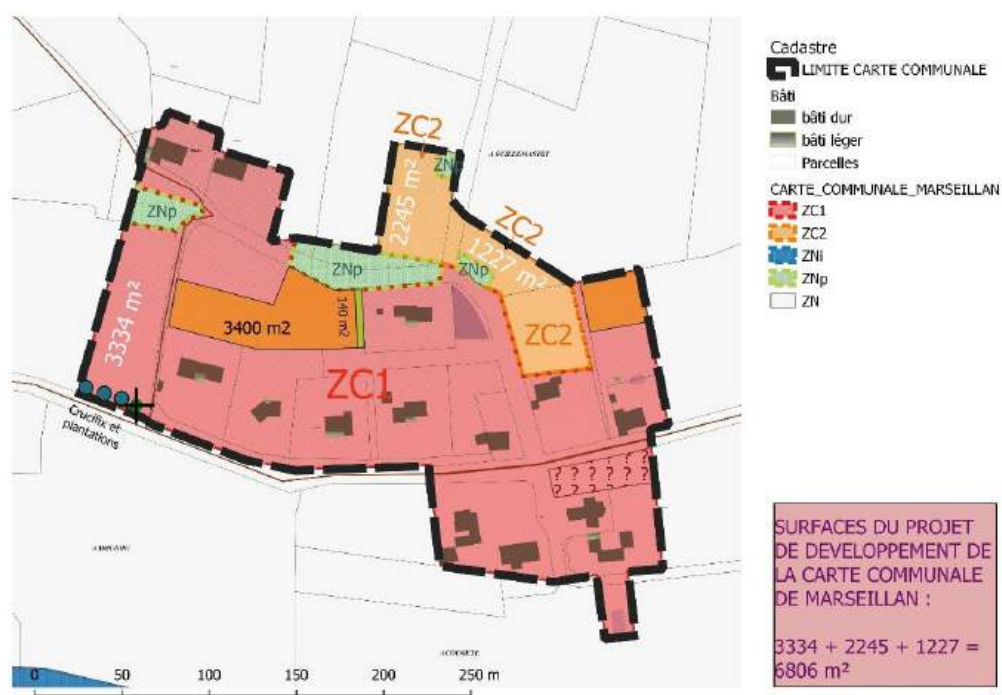 ZC2
ZNp
A GUILLEMASTET
2245 m²
ZC2
ZNp
1227 m²
ZNp
ZNp
3334 m²
3400 m2
140 m2
ZC2
ZC1
Crucifix et
plantations
? ? ? ? ? ?
? ? ? ? ? ?
0 50 100 150 200 250 m
Cadastre
LIMITE CARTE COMMUNALE
Bâti
bâti dur
bâti léger
Parcelles
CARTE_COMMUNALE_MARSEILLAN
ZC1
ZC2
ZNi
ZNp
ZN
SURFACES DU PROJET
DE DEVELOPPEMENT DE
LA CARTE COMMUNALE
DE MARSEILLAN :
3334 + 2245 + 1227 =
6806 m²